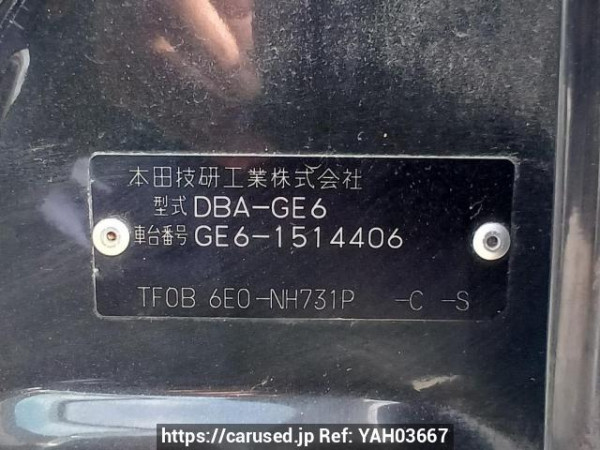 本田技研工業株式会社
型式 DBA-GE6
車台番号 GE6-1514406
TF0B 6E0-NH731P -C -S
https://carused.jp Ref: YAH03667